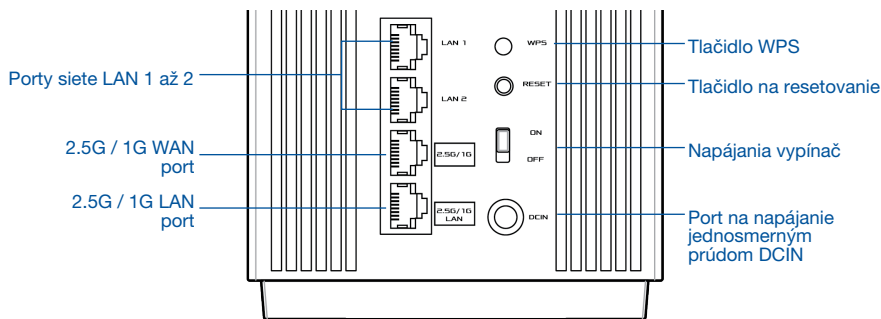 Porty siete LAN 1 až 2
2.5G / 1G WAN
port
2.5G / 1G LAN
port
LAN 1
LAN 2
2.5G/1G
2.5G/1G
LAN
WPS
RESET
ON
OFF
DCIN
Tlačidlo WPS
Tlačidlo na resetovanie
Napájania vypínač
Port na napájanie
jednosmerným
prúdom DCIN